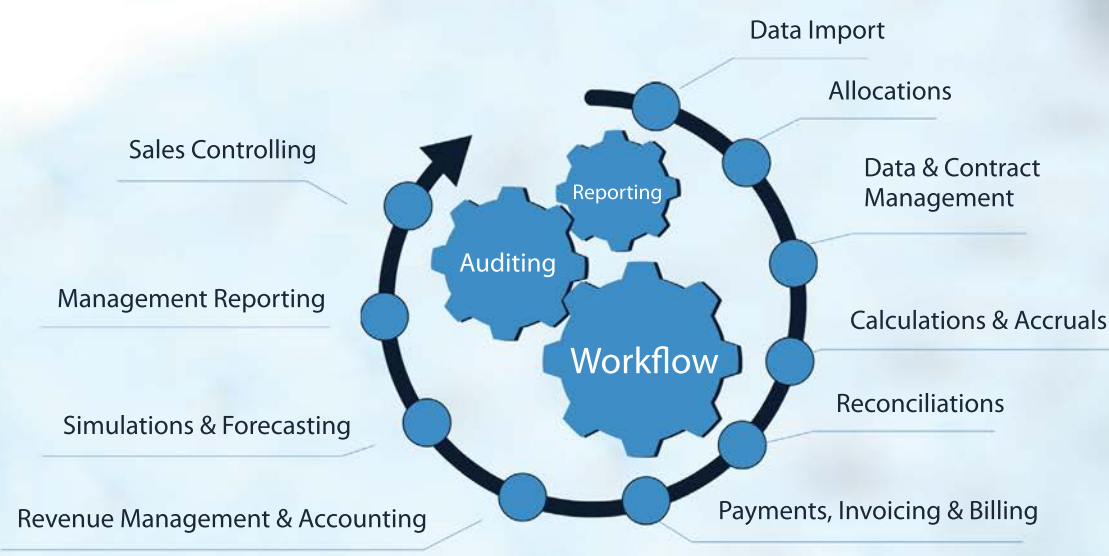 Data Import
Allocations
Data & Contract
Management
Calculations & Accruals
Reconciliations
Payments, Invoicing & Billing
Revenue Management & Accounting
Simulations & Forecasting
Management Reporting
Sales Controlling
Reporting
Auditing
Workflow